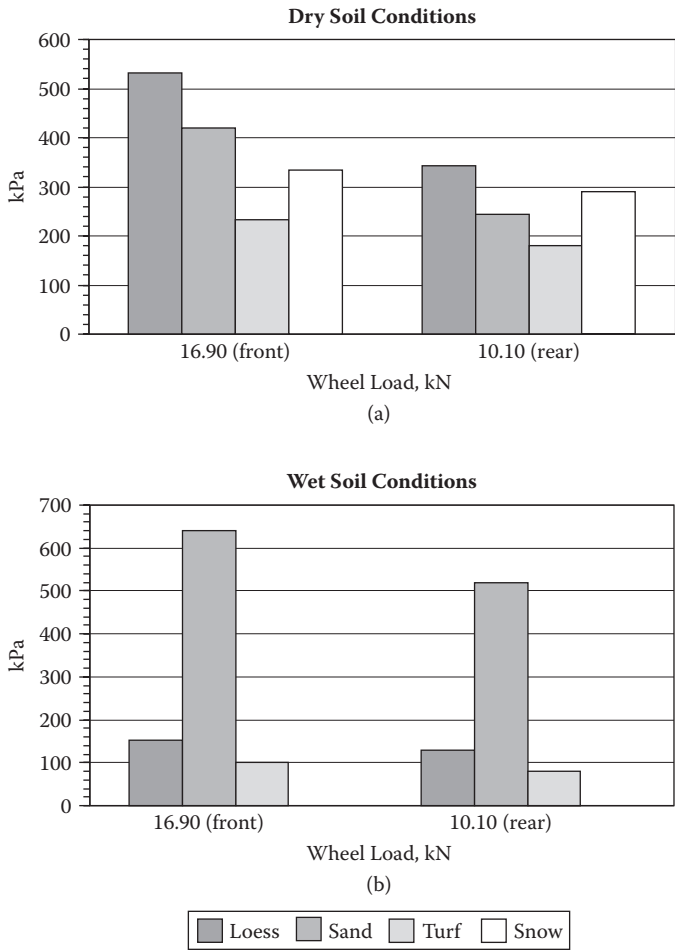 Dry Soil Conditions
600
500
400
300
200
100
0
kPa
16.90 (front) 10.10 (rear)
Wheel Load, kN
(a)
Wet Soil Conditions
700
600
500
400
300
200
100
0
kPa
16.90 (front) 10.10 (rear)
Wheel Load, kN
(b)
Loess Sand Turf Snow